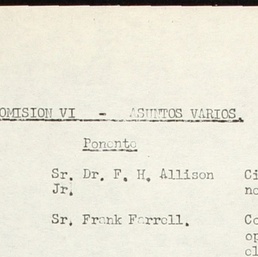 OMISION VI - ASUNTOS VARIOS.
Ponente
Sr. Dr. F. H. Allison Ci
Jr. no
Sr. Frank Farrell. Co
op
cl